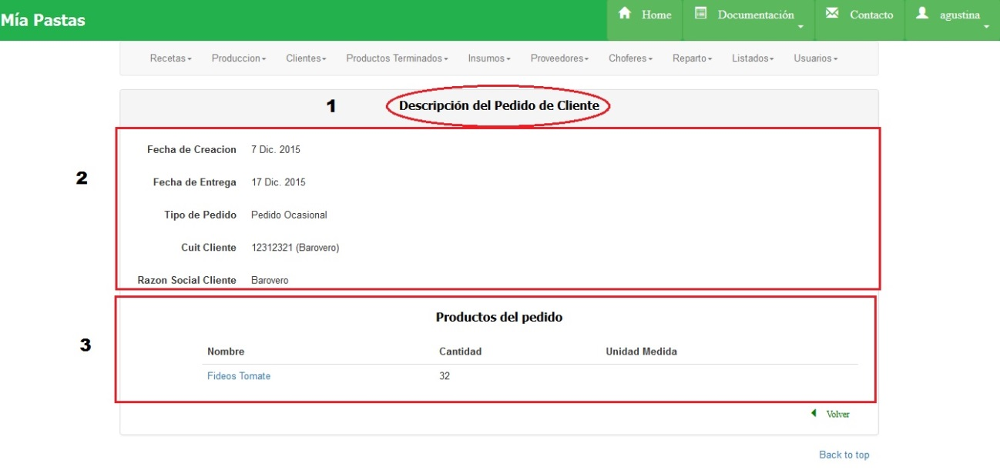 Mía Pastas Home Documentación Contacto agustina
Recetas Produccion Clientes Productos Terminados Insumos Proveedores Choferes Reparto Listados Usuarios
1 Descripción del Pedido de Cliente
Fecha de Creacion 7 Dic. 2015
2
Fecha de Entrega 17 Dic. 2015
Tipo de Pedido Pedido Ocasional
Cuit Cliente 12312321 (Barovero)
Razon Social Cliente Barovero
Productos del pedido
3
Nombre Cantidad Unidad Medida
Fideos Tomate 32
Volver
Back to top